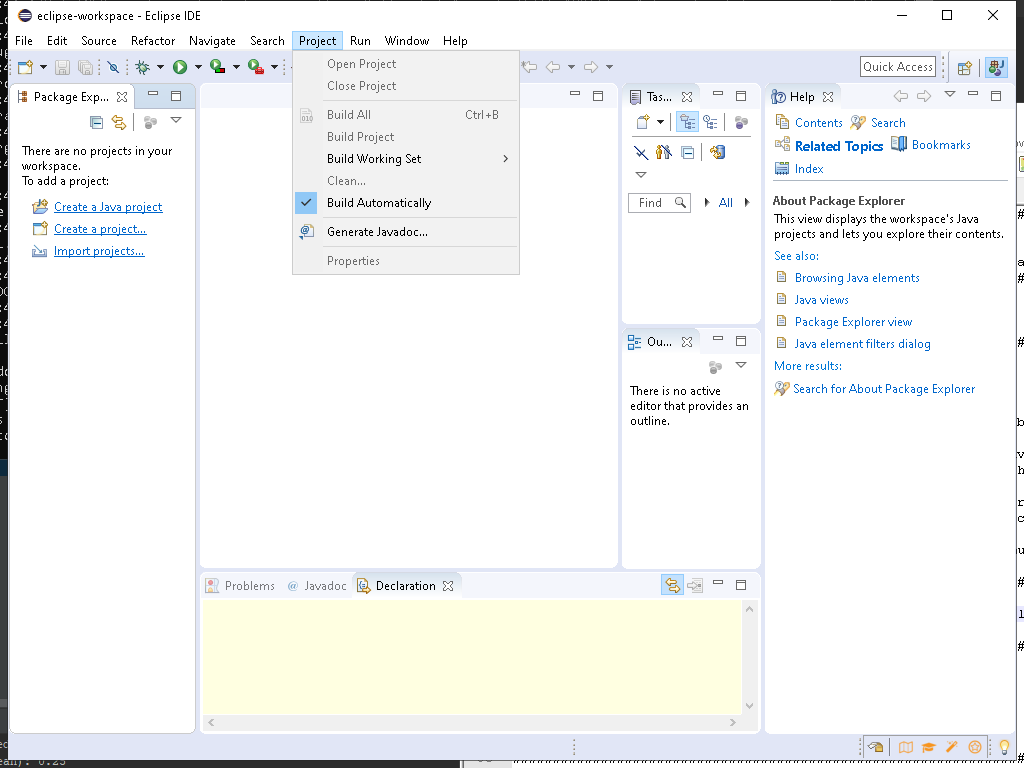 eclipse-workspace - Eclipse IDE
File Edit Source Refactor Navigate Search Project Run Window Help
Quick Access
Open Project
Close Project
Build All Ctrl+B
Build Project
Build Working Set
Clean...
Build Automatically
Generate Javadoc...
Properties
Package Exp...
There are no projects in your
workspace.
To add a project:
Create a Java project
Create a project...
Import projects...
Tas...
Find
All
Ou...
There is no active
editor that provides an
outline.
Help
Contents Search
Related Topics Bookmarks
Index
About Package Explorer
This view displays the workspace's Java
projects and lets you explore their contents.
See also:
Browsing Java elements
Java views
Package Explorer view
Java element filters dialog
More results:
Search for About Package Explorer
Problems @ Javadoc Declaration